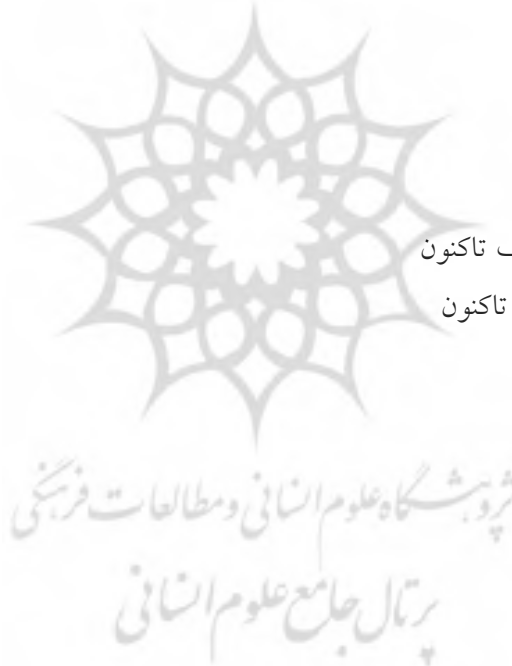 تاکنون
تاکنون
پژوهشگاه علوم انسانی و مطالعات فرهنگی
پرتال جامع علوم انسانی